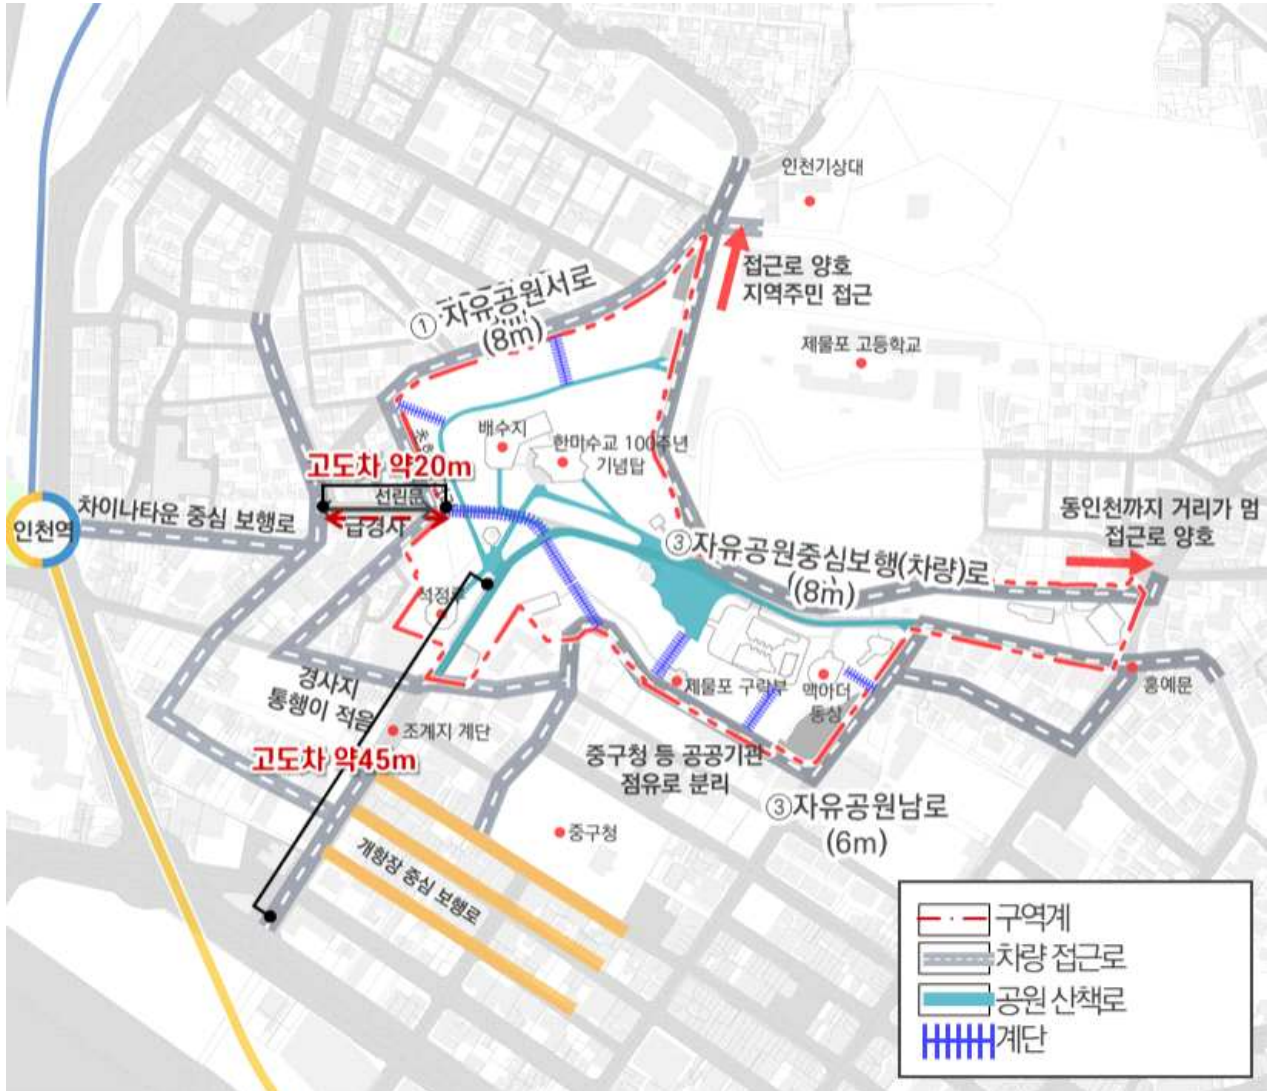 인천기상대
접근로 양호
지역주민 접근
① 자유공원서로
(8m)
제물포 고등학교
배수지
한미수교 100주년
기념탑
고도차 약20m
선린문
급경사
차이나타운 중심 보행로
인천역
동인천까지 거리가 멈
접근로 양호
③자유공원중심보행(차량)로
(8m)
석정루
경사지
통행이 적음
제물포 구락부
맥아더
동상
홍예문
조계지 계단
고도차 약45m
중구청 등 공공기관
점유로 분리
③자유공원남로
(6m)
중구청
개항장 중심 보행로
구역계
차량 접근로
공원 산책로
계단